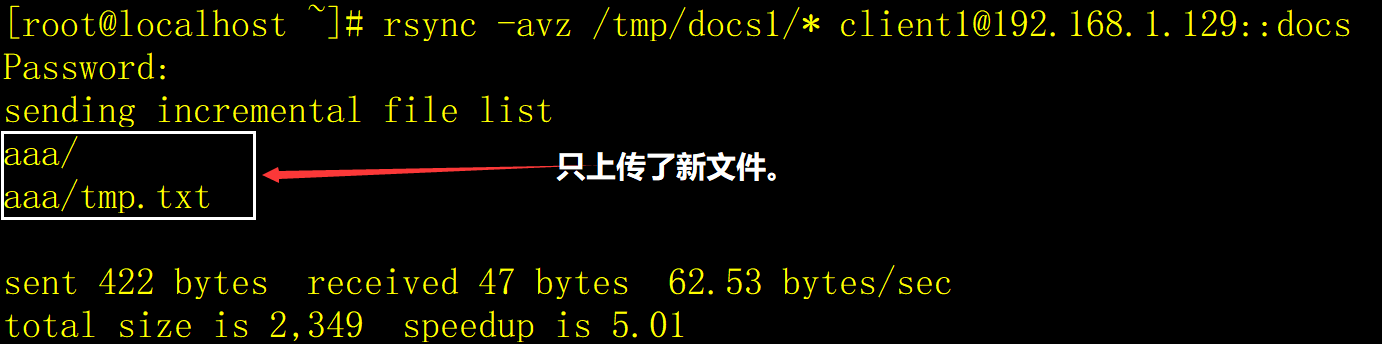 [root@localhost ~]# rsync -avz /tmp/docs1/* client1@192.168.1.129::docs
Password:
sending incremental file list
aaa/
只上传了新文件。
aaa/tmp.txt
sent 422 bytes  received 47 bytes  62.53 bytes/sec
total size is 2,349  speedup is 5.01